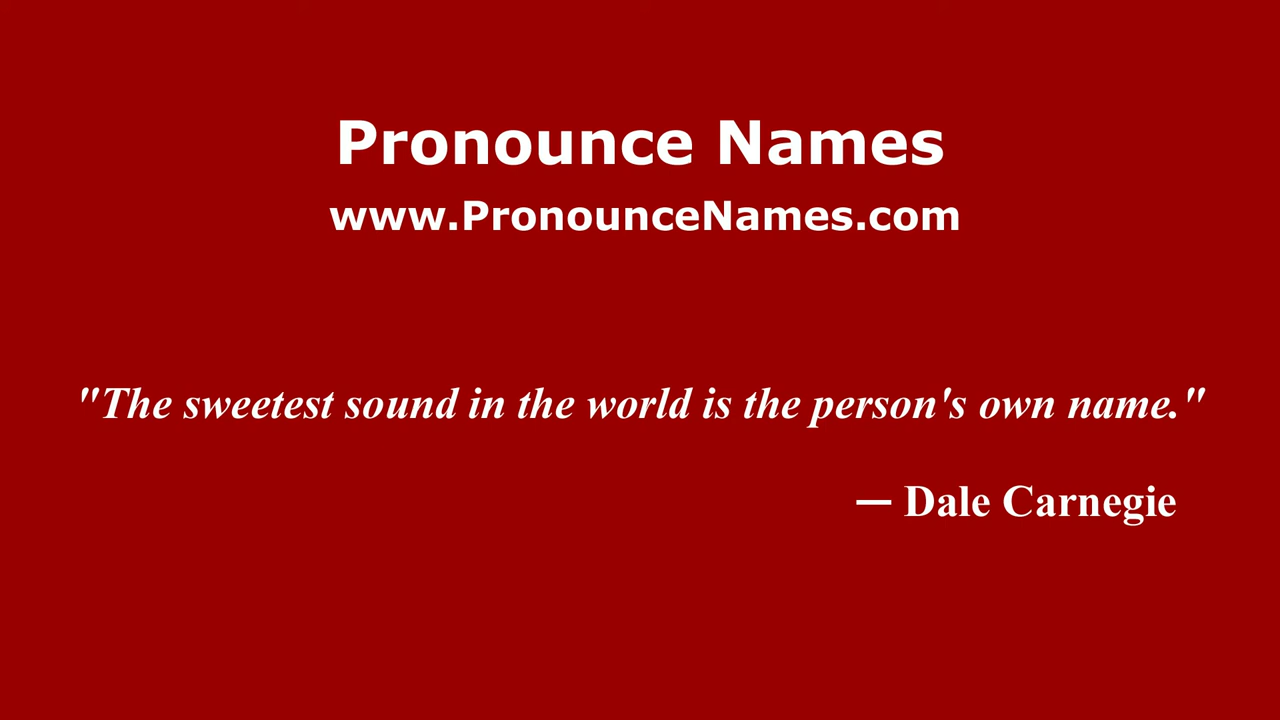 Pronounce Names
www.PronounceNames.com
"The sweetest sound in the world is the person's own name."
— Dale Carnegie